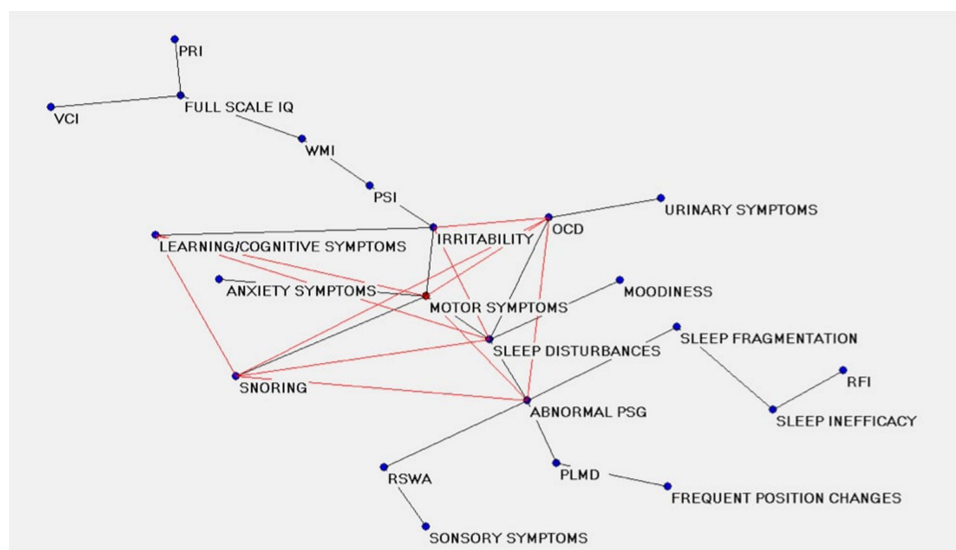 PRI
FULL SCALE IQ
VCI
WMI
PSI
URINARY SYMPTOMS
OCD
IRRITABILITY
LEARNING/COGNITIVE SYMPTOMS
ANXIETY SYMPTOMS
MOODINESS
MOTOR SYMPTOMS
SLEEP FRAGMENTATION
SLEEP DISTURBANCES
RFI
SNORING
ABNORMAL PSG
SLEEP INEFFICACY
PLMD
RSWA
FREQUENT POSITION CHANGES
SONSORY SYMPTOMS